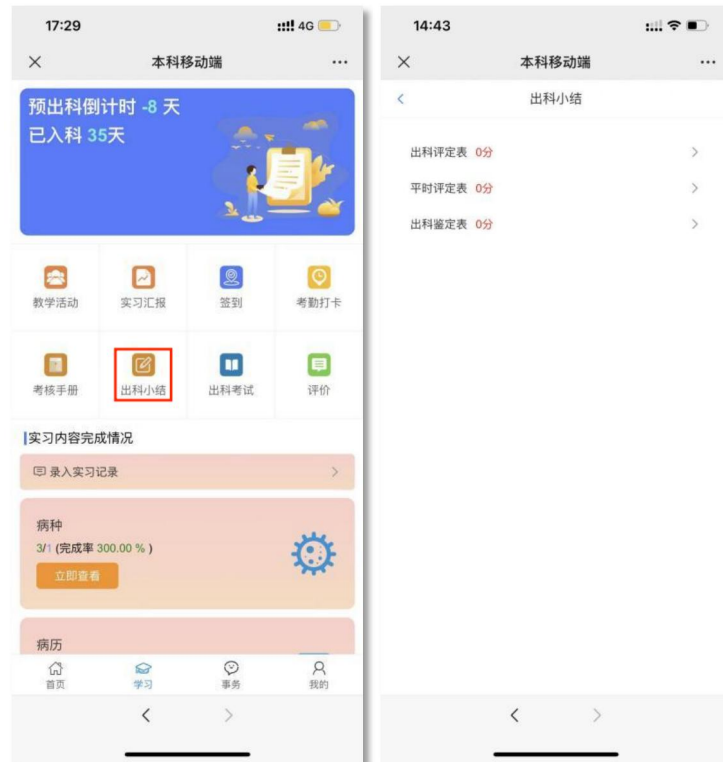 17:29
4G
本科移动端
预出科倒计时 -8 天
已入科 35天
教学活动
实习汇报
签到
考勤打卡
考核手册
出科小结
出科考试
评价
实习内容完成情况
录入实习记录
病种
3/1 (完成率 300.00 % )
立即查看
病历
首页
学习
事务
我的
14:43
本科移动端
出科小结
出科评定表 0分
平时评定表 0分
出科鉴定表 0分